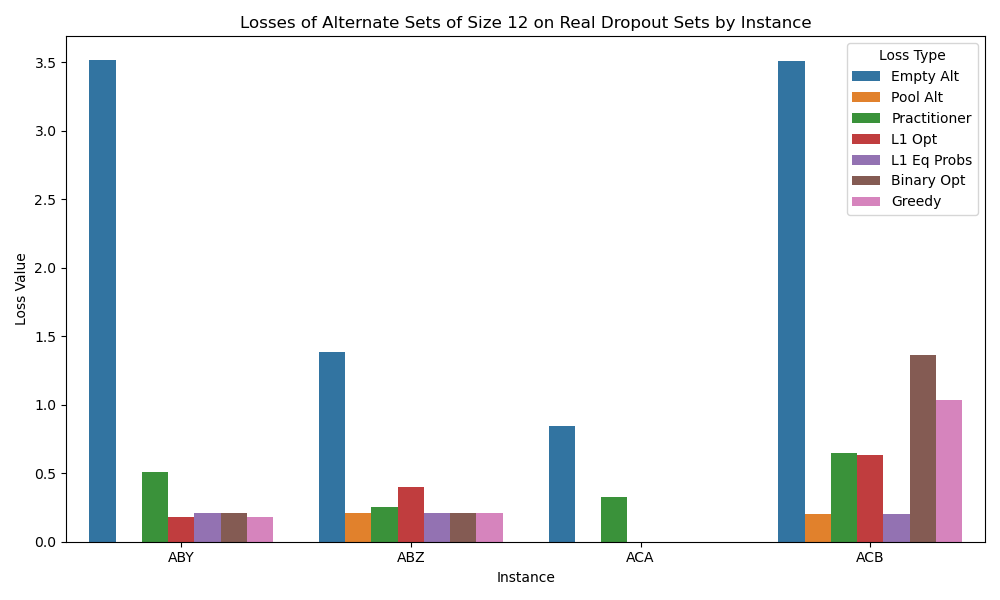 Losses of Alternate Sets of Size 12 on Real Dropout Sets by Instance
Loss Value
3.5
3.0
2.5
2.0
1.5
1.0
0.5
0.0
Loss Type
Empty Alt
Pool Alt
Practitioner
L1 Opt
L1 Eq Probs
Binary Opt
Greedy
ABY
ABZ
ACA
ACB
Instance